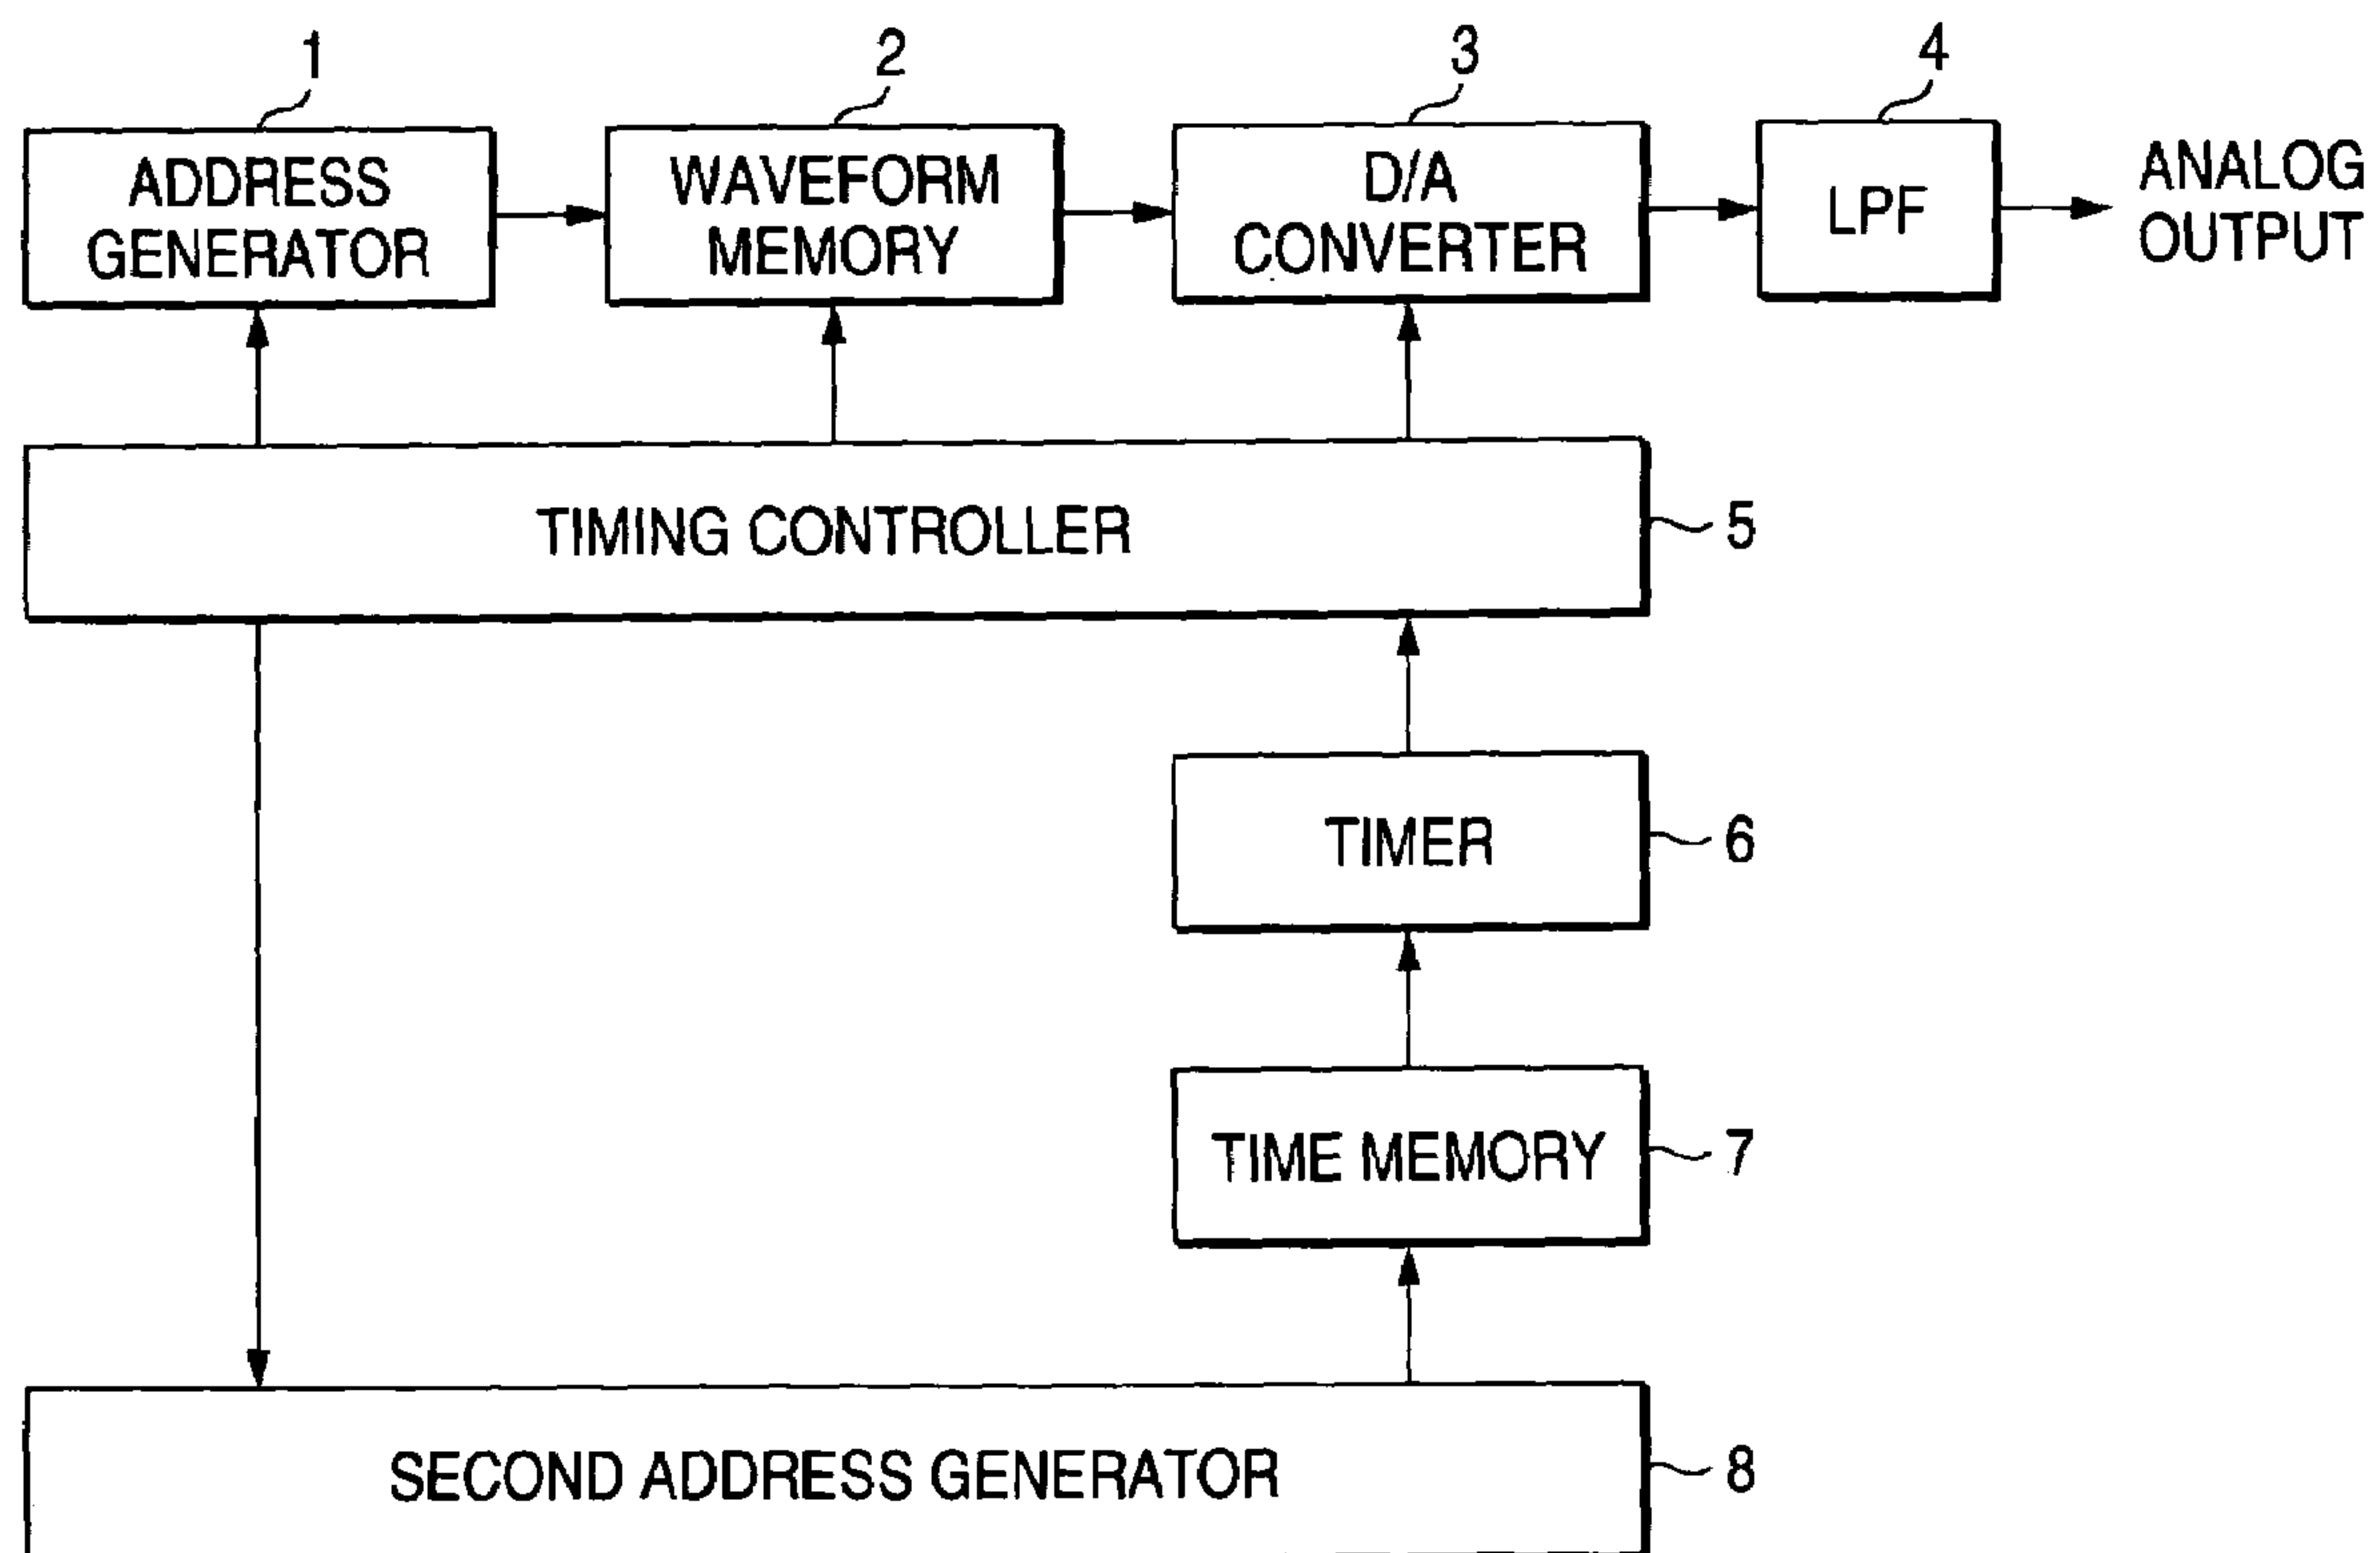 1
2
3
4
ADDRESS
GENERATOR
WAVEFORM
MEMORY
D/A
CONVERTER
LPF
ANALOG
OUTPUT
TIMING CONTROLLER
5
TIMER
6
TIME MEMORY
7
SECOND ADDRESS GENERATOR
8